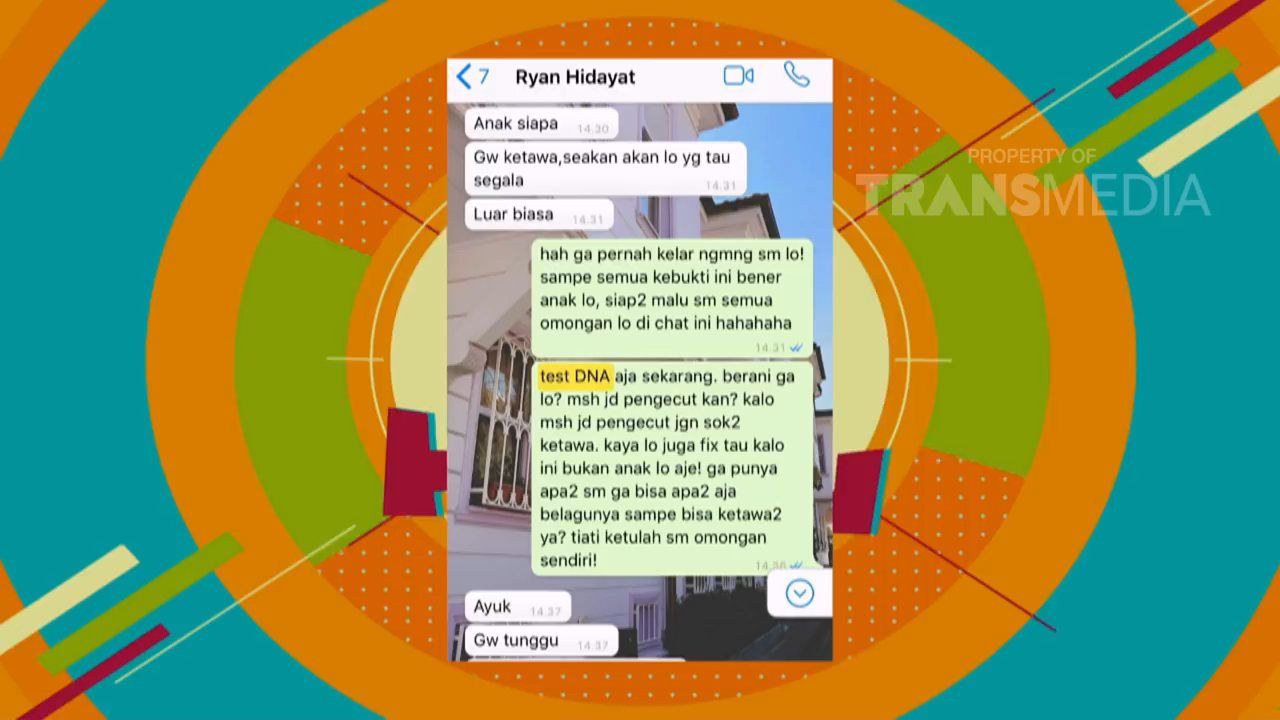 7 Ryan Hidayat
PROPERTY OF
TRANSMEDIA
Anak siapa 14.30
Gw ketawa,seakan akan lo yg tau
segala 14.31
Luar biasa 14.31
hah ga pernah kelar ngmng sm lo!
sampe semua kebukti ini bener
anak lo, siap2 malu sm semua
omongan lo di chat ini hahahaha
14.31
test DNA aja sekarang. berani ga
lo? msh jd pengecut kan? kalo
msh jd pengecut jgn sok2
ketawa. kaya lo juga fix tau kalo
ini bukan anak lo aje! ga punya
apa2 sm ga bisa apa2 aja
belagunya sampe bisa ketawa2
ya? tiati ketulah sm omongan
sendiri! 14.36
Ayuk 14.37
Gw tunggu 14.37